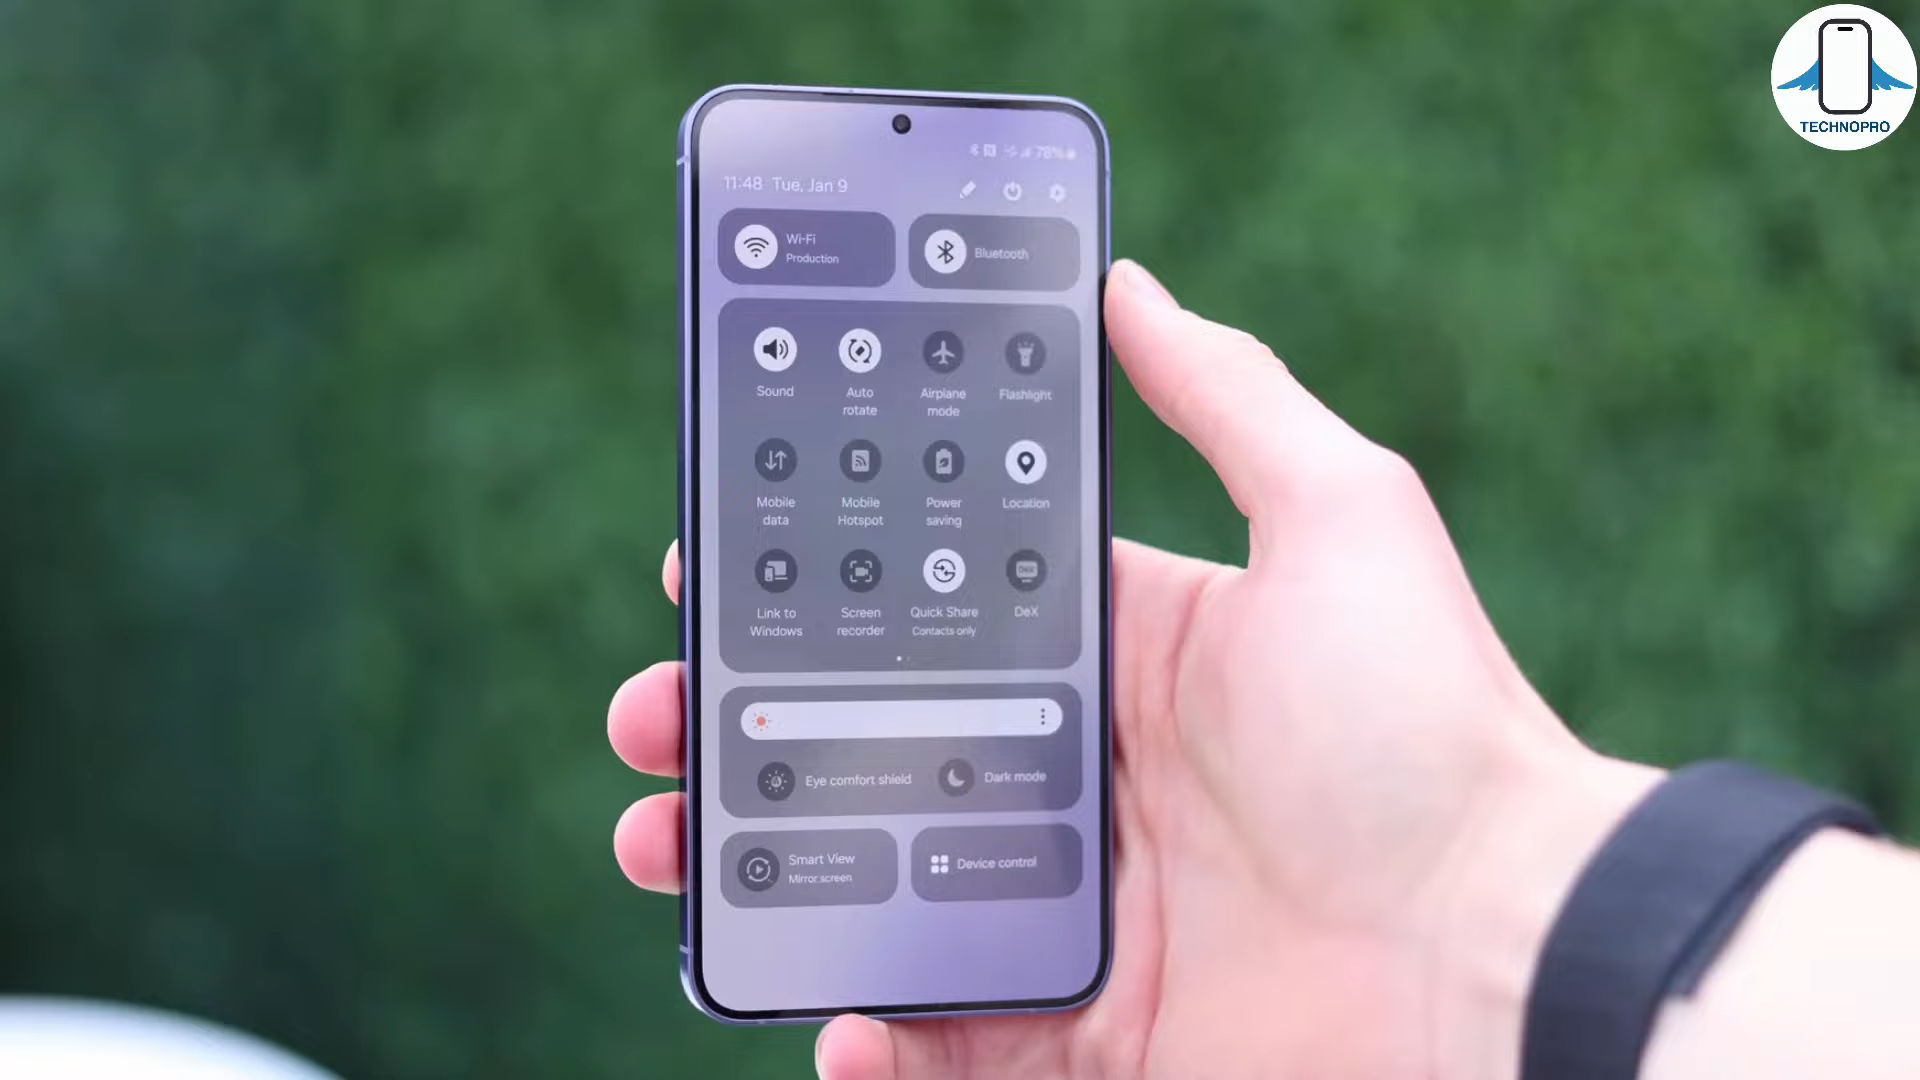 TECHNOPRO
78%
11:48 Tue, Jan 9
Wi-Fi
Production
Bluetooth
Sound
Auto
rotate
Airplane
mode
Flashlight
Mobile
data
Mobile
Hotspot
Power
saving
Location
Link to
Windows
Screen
recorder
Quick Share
Contacts only
DeX
DeX
Eye comfort shield
Dark mode
Smart View
Mirror screen
Device control